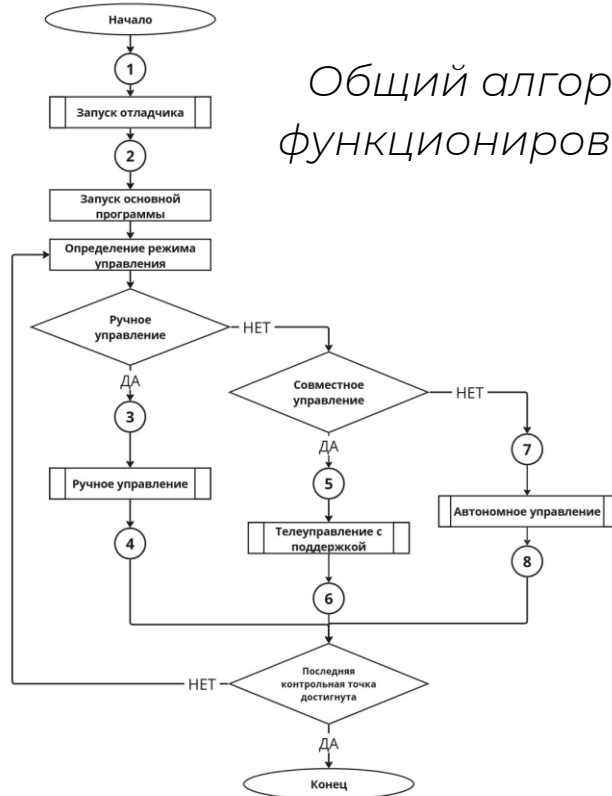 Начало
Общий алгор
функциониров
1
Запуск отладчика
2
Запуск основной
программы
Определение режима
управления
Ручное
управление
НЕТ
Совместное
управление
НЕТ
ДА
3
ДА
7
Ручное управление
5
Автономное управление
4
Телеуправление с
поддержкой
8
6
Последняя
контрольная точка
достигнута
НЕТ
ДА
Конец